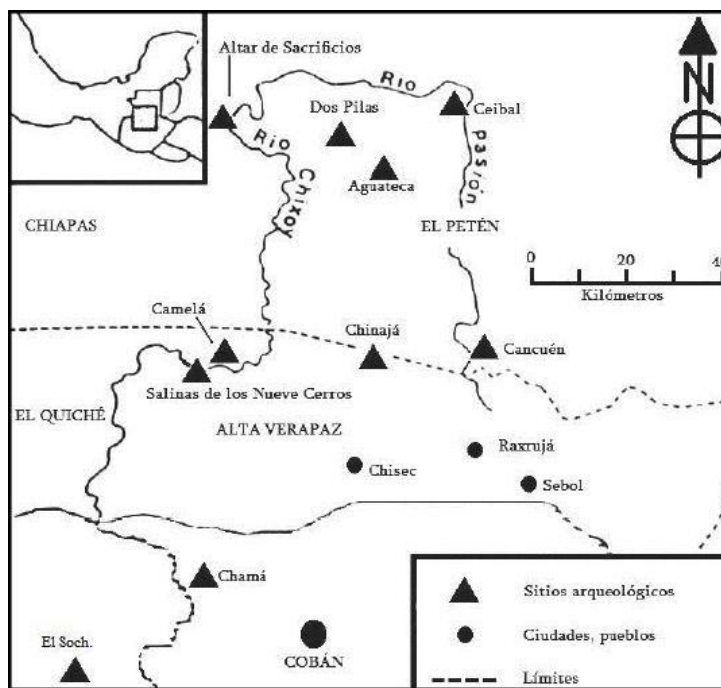 Altar de Sacrificios
Río
Dos Pilas
Ceibal
N
Río
Chixoy
Aguateca
Pasión
CHIAPAS
EL PETÉN
0 20 4
Kilómetros
Camelá
Chinajá
Cancuén
Salinas de los Nueve Cerros
EL QUICHÉ
ALTA VERAPAZ
Raxrujá
Chisec
Sebol
Chamá
Sitios arqueológicos
El Soch.
Ciudades, pueblos
COBÁN
Límites